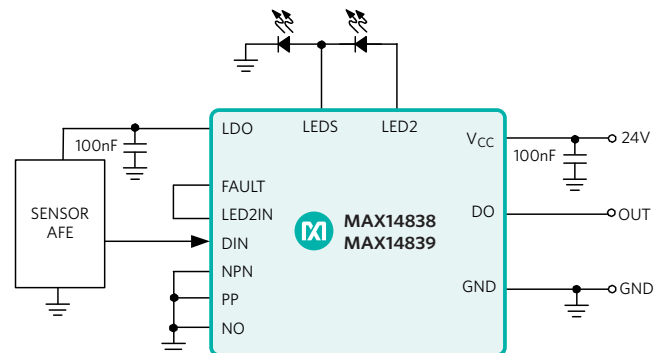 LDO
LEDS
LED2
V_CC
24V
100nF
100nF
FAULT
LED2IN
SENSOR
AFE
DIN
MAX14838
MAX14839
DO
OUT
NPN
PP
NO
GND
GND